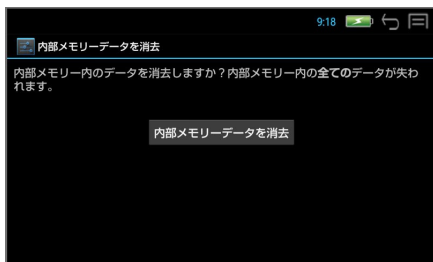 9:18
内部メモリーデータを消去
内部メモリー内のデータを消去しますか？内部メモリー内の全てのデータが失わ
れます。
内部メモリーデータを消去